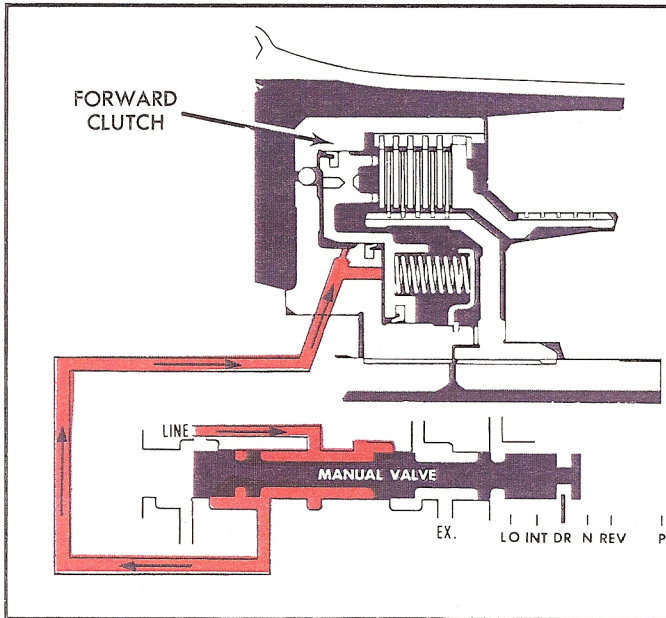 FORWARD
CLUTCH
LINE
MANUAL VALVE
EX.
LO INT DR N REV P